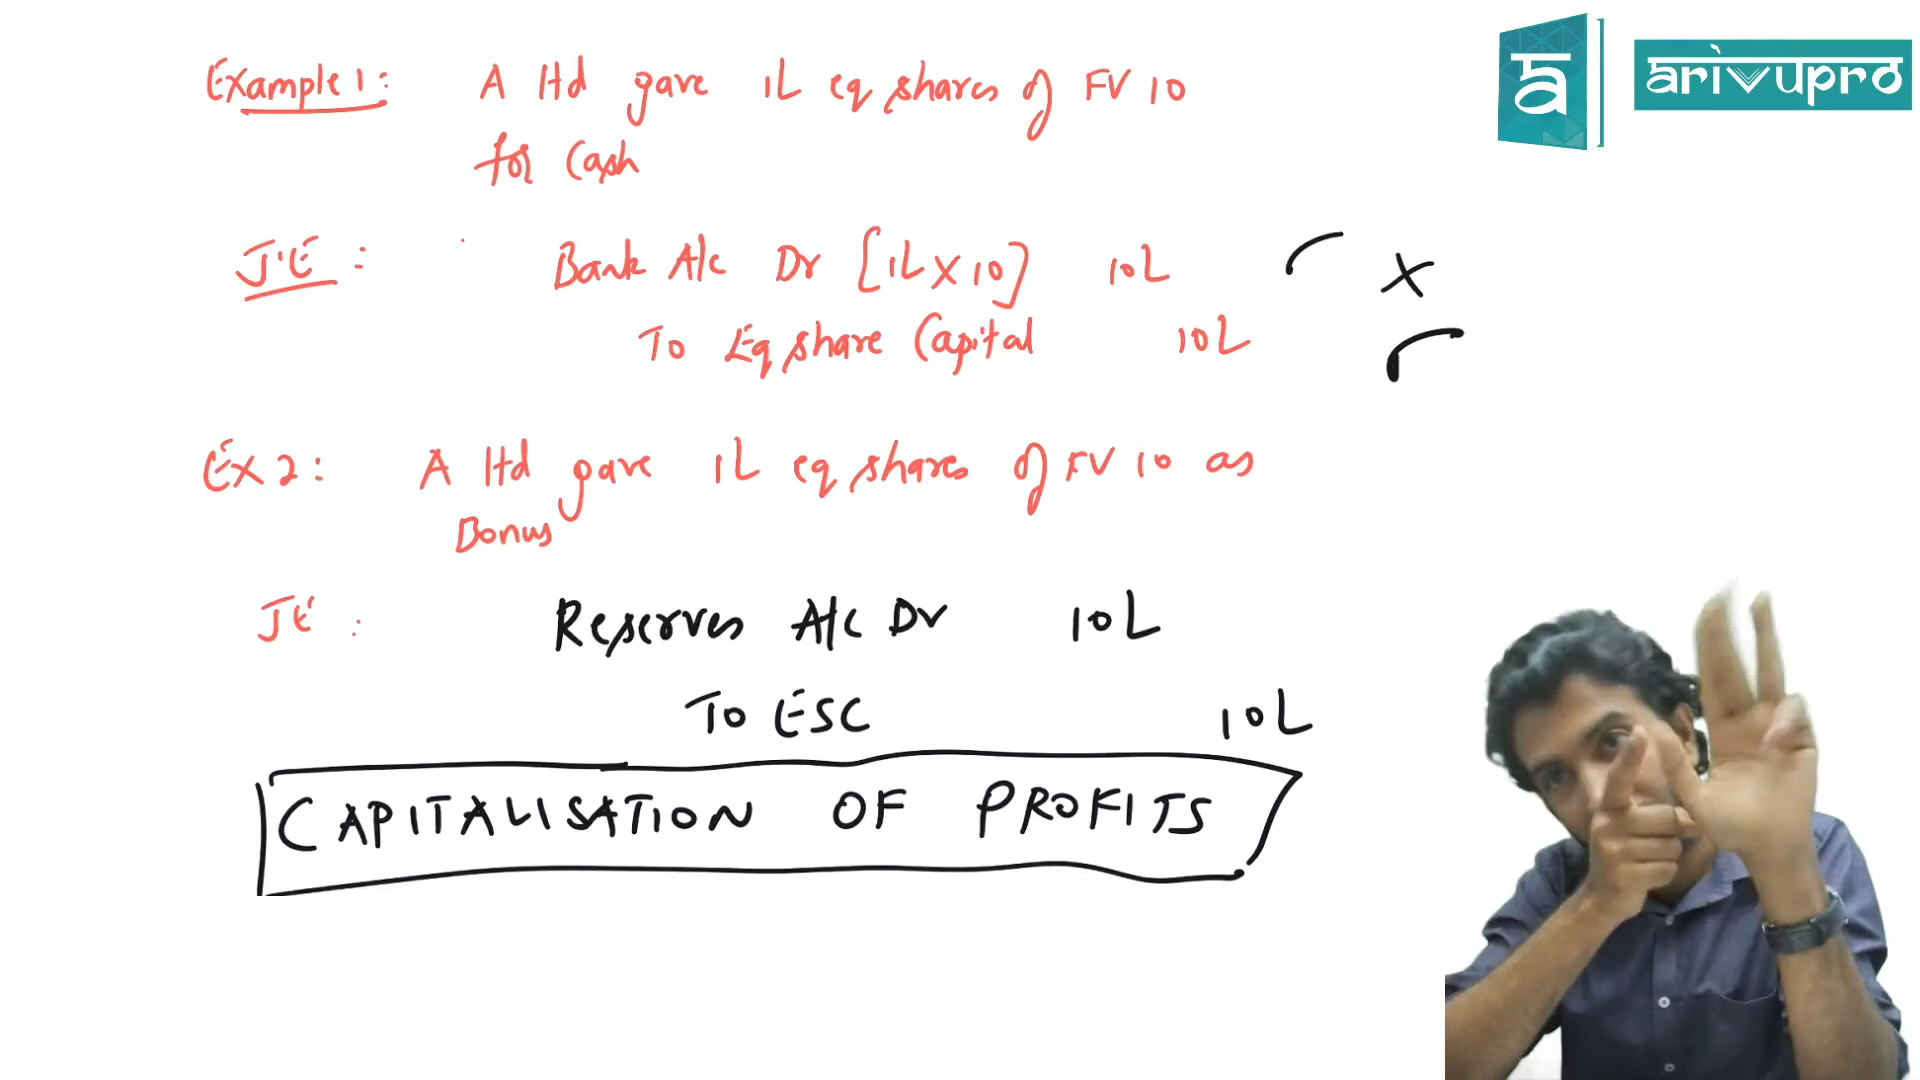 Example 1: A ltd gave 1L eq shares of FV 10
for Cash
JE: Bank A/c Dr [1L X 10] 10L
To Eq share Capital 10L
X
EX 2: A ltd gave 1L eq shares of FV 10 as
Bonus
JE: Reserves A/c Dr 10L
To ESC 10L
CAPITALISATION OF PROFITS
arivupro